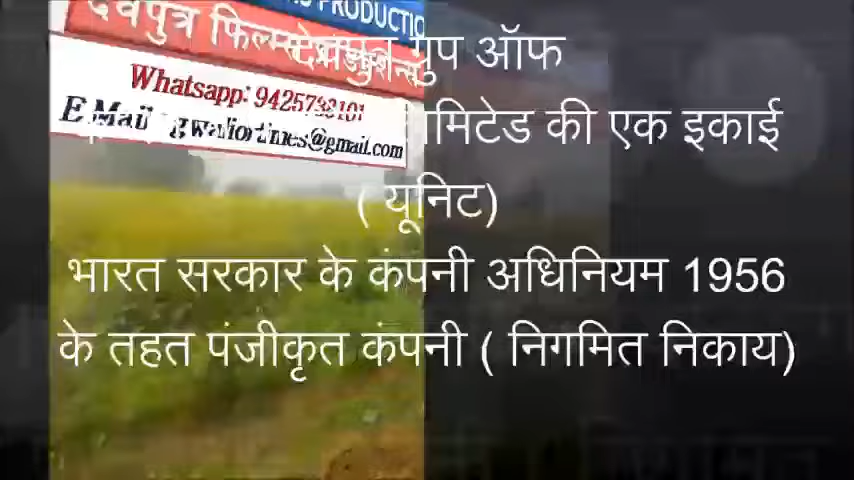 PRODUCTIO
देवपुत्र फिल्म्स
Whatsapp:
E Mail gwaliortimes@gmail.com
ग्रुप ऑफ
लिमिटेड की एक इकाई
( यूनिट)
भारत सरकार के कंपनी अधिनियम 1956
के तहत पंजीकृत कंपनी ( निगमित निकाय)